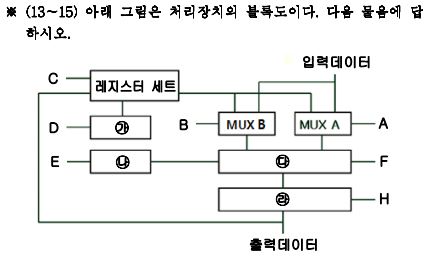 ※ (13~15) 아래 그림은 처리장치의 블록도이다. 다음 물음에 답
하시오.
입력데이터
C 레지스터 세트
D ㉮ B MUX B MUX A A
E ㉯ ㉰ F
㉱ H
출력데이터